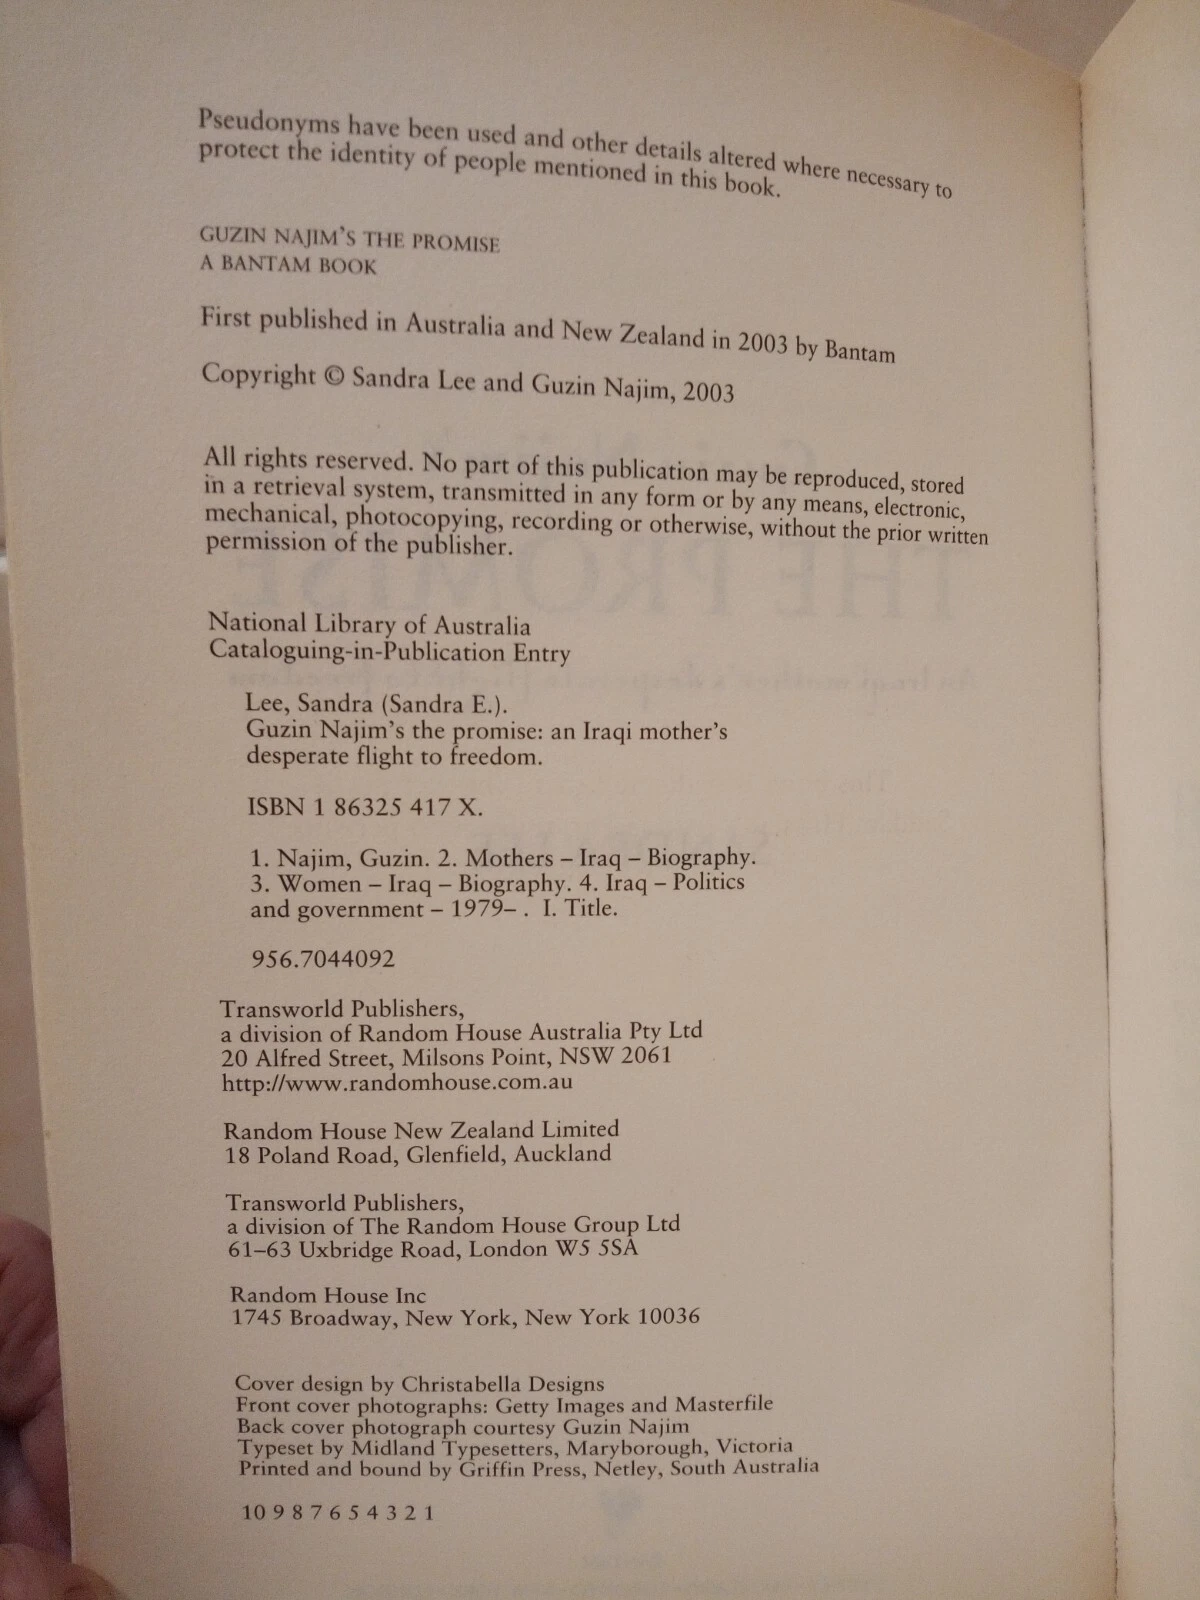 Pseudonyms have been used and other details altered where necessary to
protect the identity of people mentioned in this book.
GUZIN NAJIM'S THE PROMISE
A BANTAM BOOK
First published in Australia and New Zealand in 2003 by Bantam
Copyright © Sandra Lee and Guzin Najim, 2003
All rights reserved. No part of this publication may be reproduced, stored
in a retrieval system, transmitted in any form or by any means, electronic,
mechanical, photocopying, recording or otherwise, without the prior written
permission of the publisher.
National Library of Australia
Cataloguing-in-Publication Entry
Lee, Sandra (Sandra E.).
Guzin Najim's the promise: an Iraqi mother's
desperate flight to freedom.
ISBN 1 86325 417 X.
1. Najim, Guzin. 2. Mothers – Iraq – Biography.
3. Women – Iraq – Biography. 4. Iraq – Politics
and government – 1979– . I. Title.
956.7044092
Transworld Publishers,
a division of Random House Australia Pty Ltd
20 Alfred Street, Milsons Point, NSW 2061
http://www.randomhouse.com.au
Random House New Zealand Limited
18 Poland Road, Glenfield, Auckland
Transworld Publishers,
a division of The Random House Group Ltd
61–63 Uxbridge Road, London W5 5SA
Random House Inc
1745 Broadway, New York, New York 10036
Cover design by Christabella Designs
Front cover photographs: Getty Images and Masterfile
Back cover photograph courtesy Guzin Najim
Typeset by Midland Typesetters, Maryborough, Victoria
Printed and bound by Griffin Press, Netley, South Australia
10 9 8 7 6 5 4 3 2 1